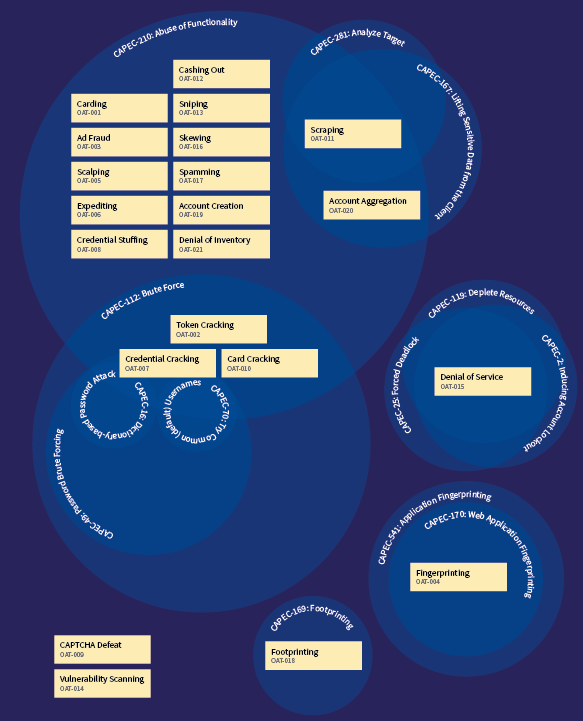 CAPEC-210: Abuse of Functionality
Cashing Out
OAT-012
Carding
OAT-001
Sniping
OAT-013
Ad Fraud
OAT-003
Skewing
OAT-016
Scalping
OAT-005
Spamming
OAT-017
Expediting
OAT-006
Account Creation
OAT-019
Credential Stuffing
OAT-008
Denial of Inventory
OAT-021
CAPEC-281: Analyze Target
CAPEC-167: Lifting Sensitive Data from the Client
Scraping
OAT-011
Account Aggregation
OAT-020
CAPEC-112: Brute Force
Token Cracking
OAT-002
Credential Cracking
OAT-007
Card Cracking
OAT-010
CAPEC-16: Dictionary-based Password Attack
CAPEC-70: Try Common (default) Usernames
CAPEC-49: Password Brute Forcing
CAPEC-119: Deplete Resources
CAPEC-25: Forced Deadlock
CAPEC-2: Inducing Account Lockout
Denial of Service
OAT-015
CAPEC-541: Application Fingerprinting
CAPEC-170: Web Application Fingerprinting
Fingerprinting
OAT-004
CAPEC-169: Footprinting
Footprinting
OAT-018
CAPTCHA Defeat
OAT-009
Vulnerability Scanning
OAT-014